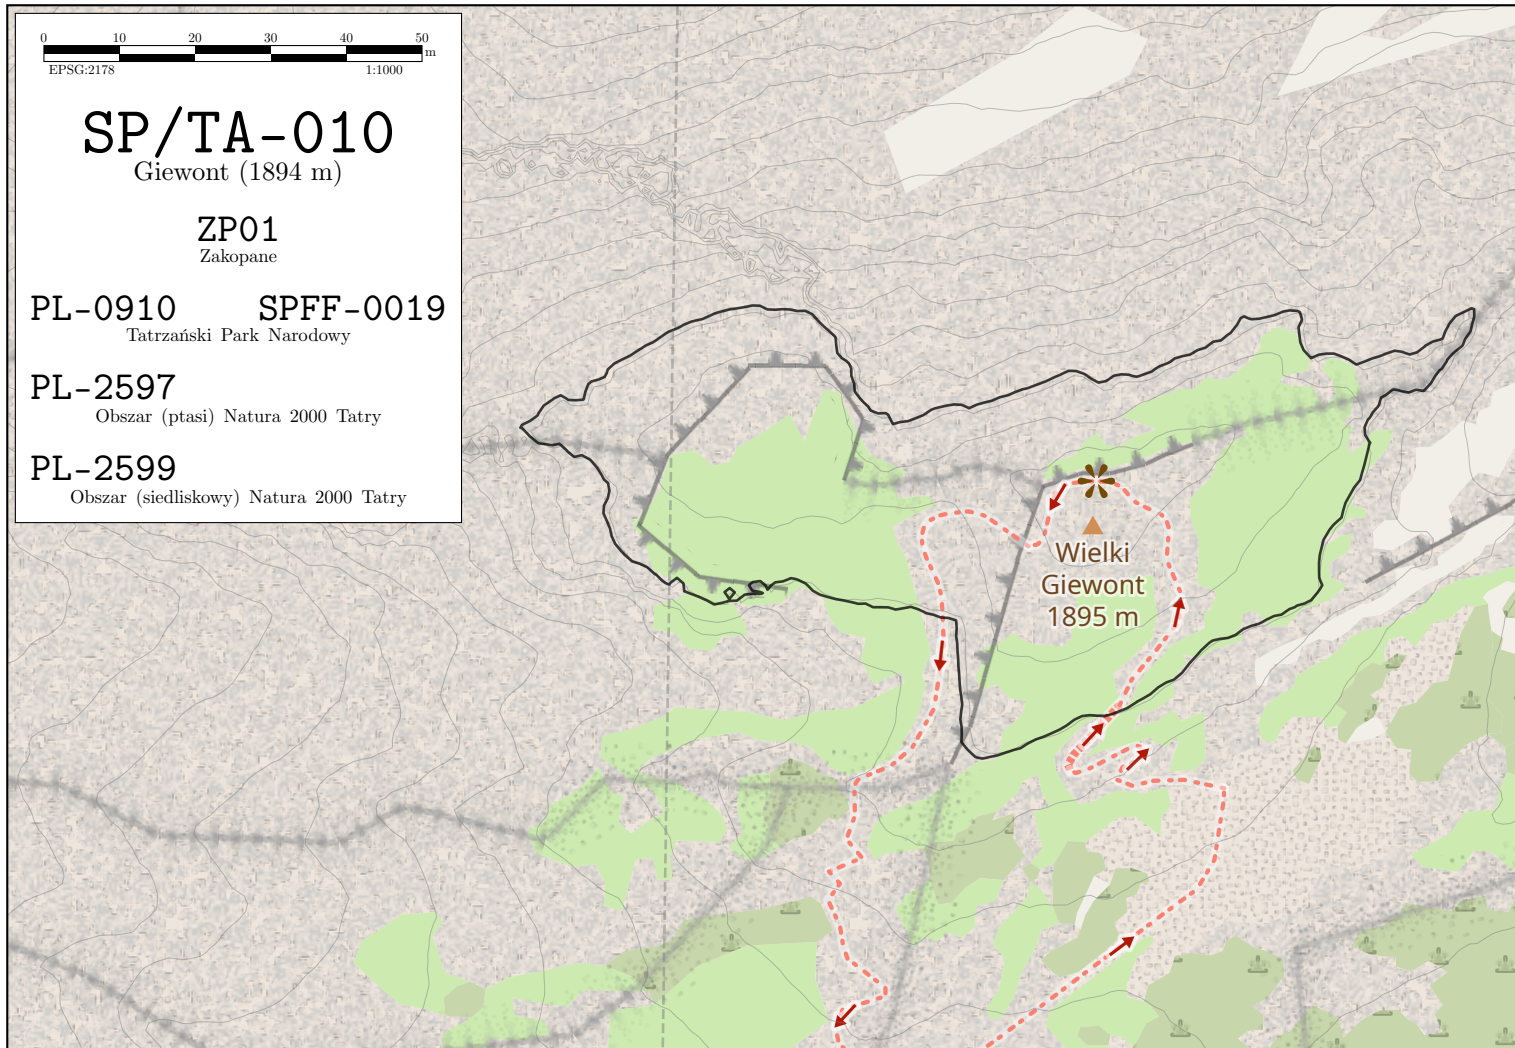 0 10 20 30 40 50
m
EPSG:2178 1:1000
SP/TA-010
Giewont (1894 m)
ZP01
Zakopane
PL-0910 SPFF-0019
Tatrzański Park Narodowy
PL-2597
Obszar (ptasi) Natura 2000 Tatry
PL-2599
Obszar (siedliskowy) Natura 2000 Tatry
Wielki
Giewont
1895 m